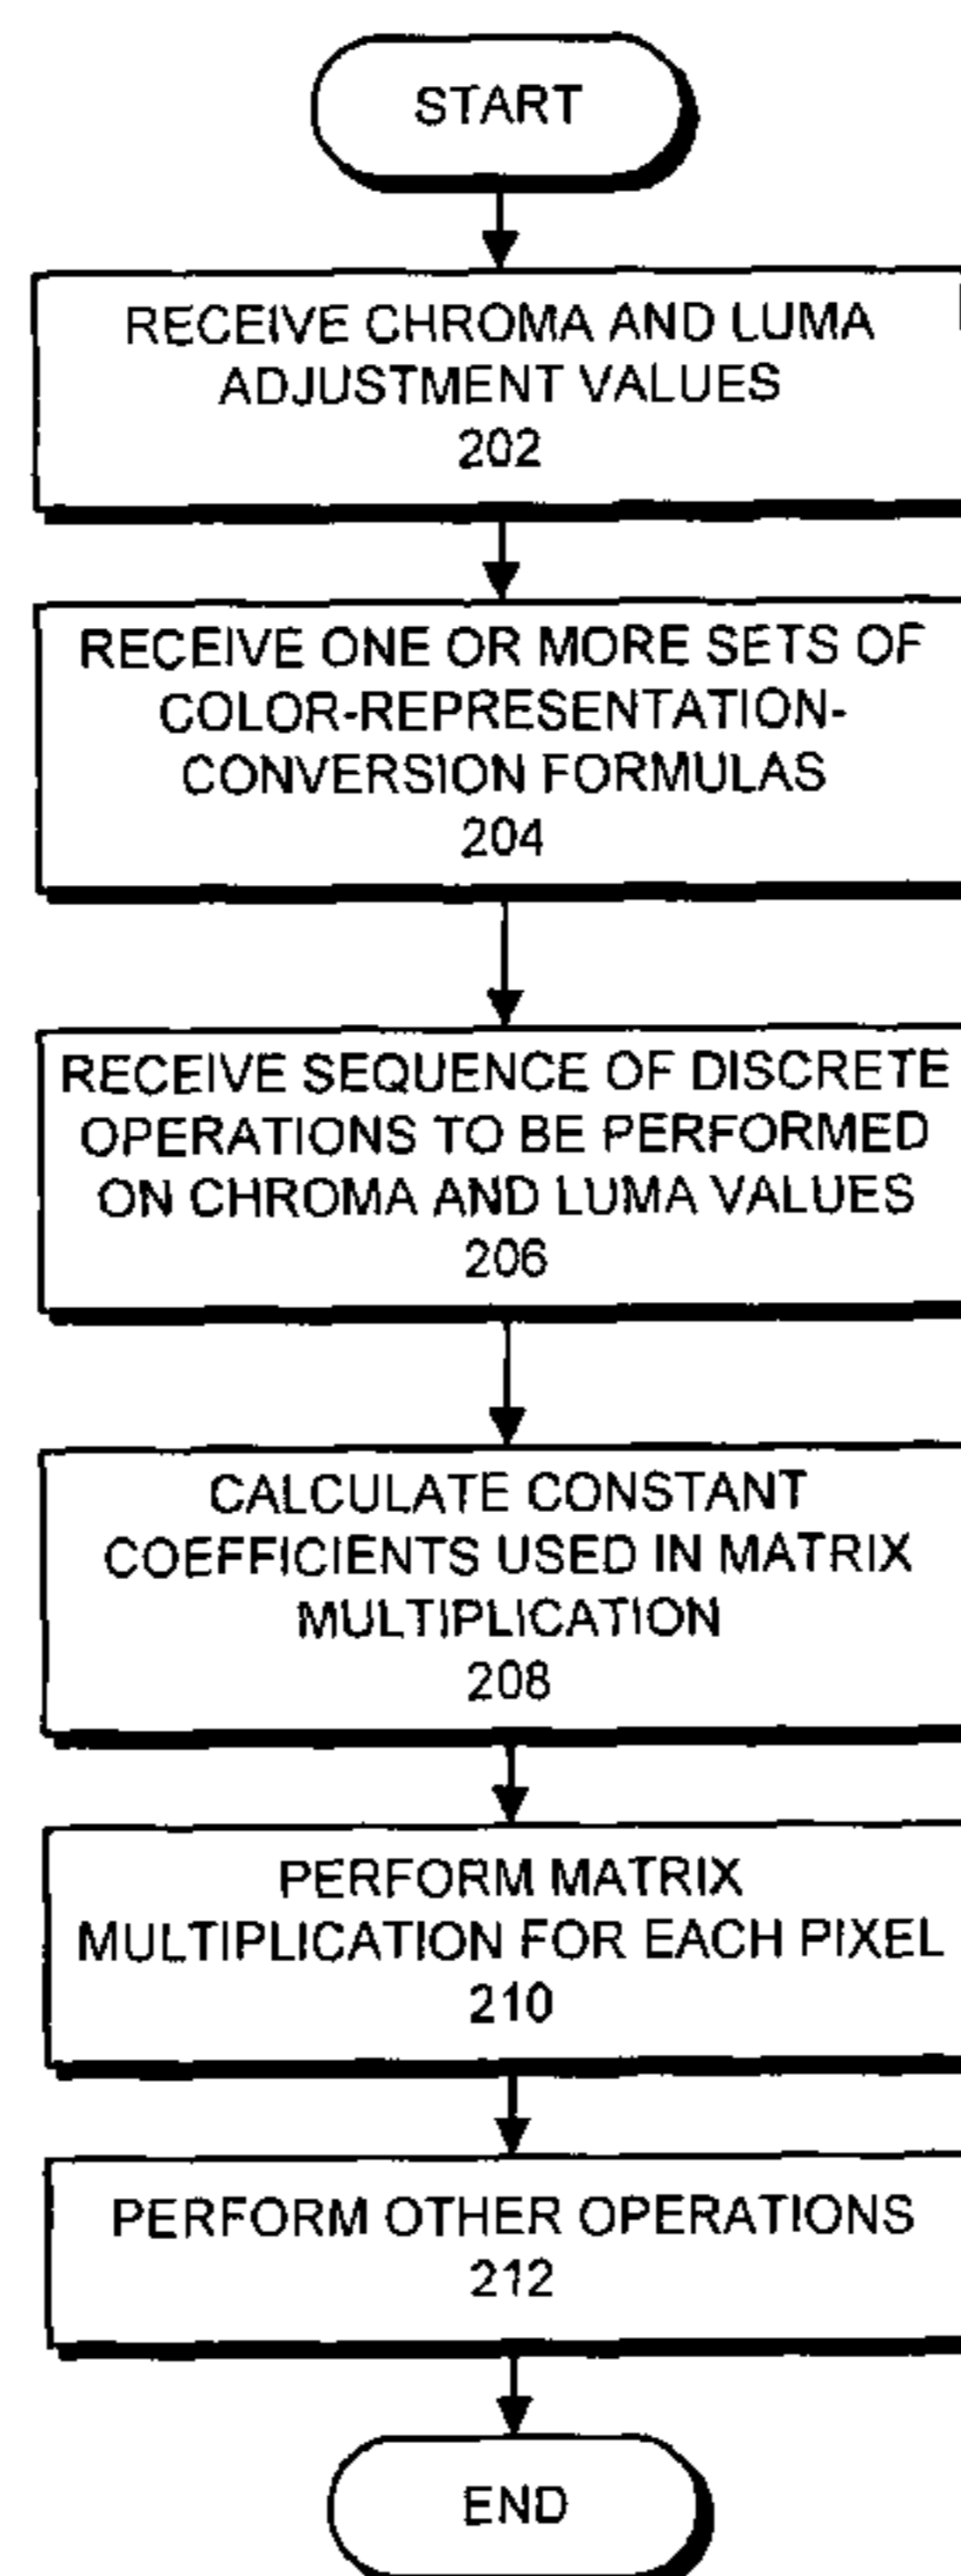 START
RECEIVE CHROMA AND LUMA
ADJUSTMENT VALUES
202
RECEIVE ONE OR MORE SETS OF
COLOR-REPRESENTATION-
CONVERSION FORMULAS
204
RECEIVE SEQUENCE OF DISCRETE
OPERATIONS TO BE PERFORMED
ON CHROMA AND LUMA VALUES
206
CALCULATE CONSTANT
COEFFICIENTS USED IN MATRIX
MULTIPLICATION
208
PERFORM MATRIX
MULTIPLICATION FOR EACH PIXEL
210
PERFORM OTHER OPERATIONS
212
END